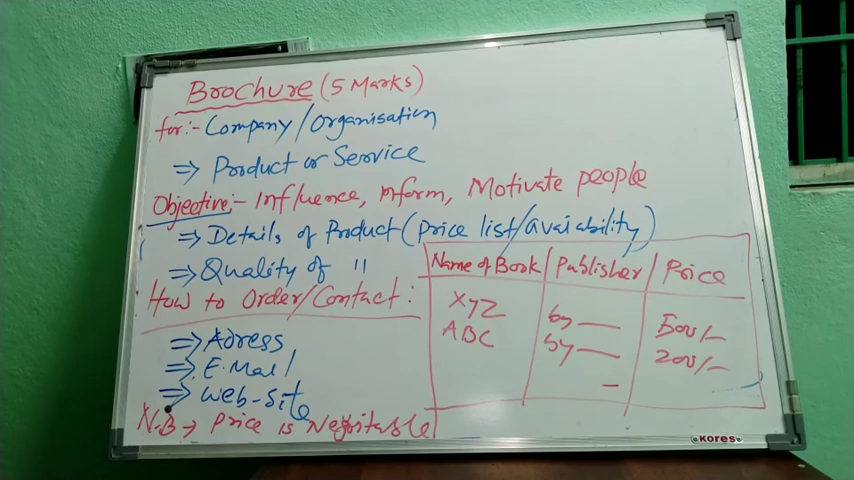 Brochure (5 Marks)
for:- Company/Organisation
⇒ Product or Service
Objective:- Influence, Inform, Motivate people
⇒ Details of Product (Price list/avaiability)
⇒ Quality of "
How to Order/Contact:
⇒ Adress
⇒ E.Mail/
⇒ Web-site
N.B → Price is Negotiable
Name of Book | Publisher | Price
XYZ by — 500/-
ABC by — 200/-
—
KORES